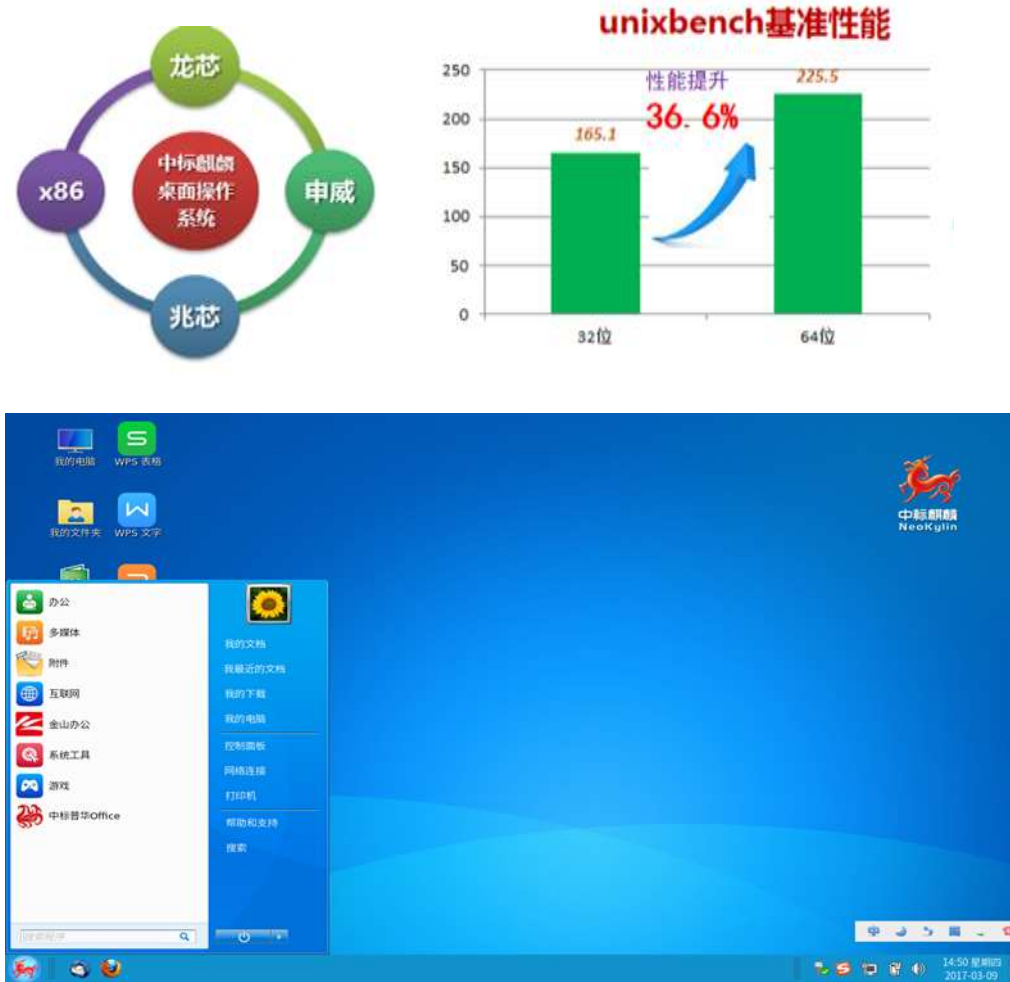 龙芯
x86
中标麒麟
桌面操作
系统
申威
兆芯
unixbench基准性能
250
200
150
100
50
0
性能提升
36. 6%
165.1
225.5
32位
64位
我的电脑
WPS 表格
我的文件夹
WPS 文字
中标麒麟
NeoKylin
办公
多媒体
附件
互联网
金山办公
系统工具
游戏
中标普华Office
我的文档
我最近的文档
我的下载
我的电脑
控制面板
网络连接
打印机
帮助和支持
搜索
搜索程序
中
14:50 星期四
2017-03-09